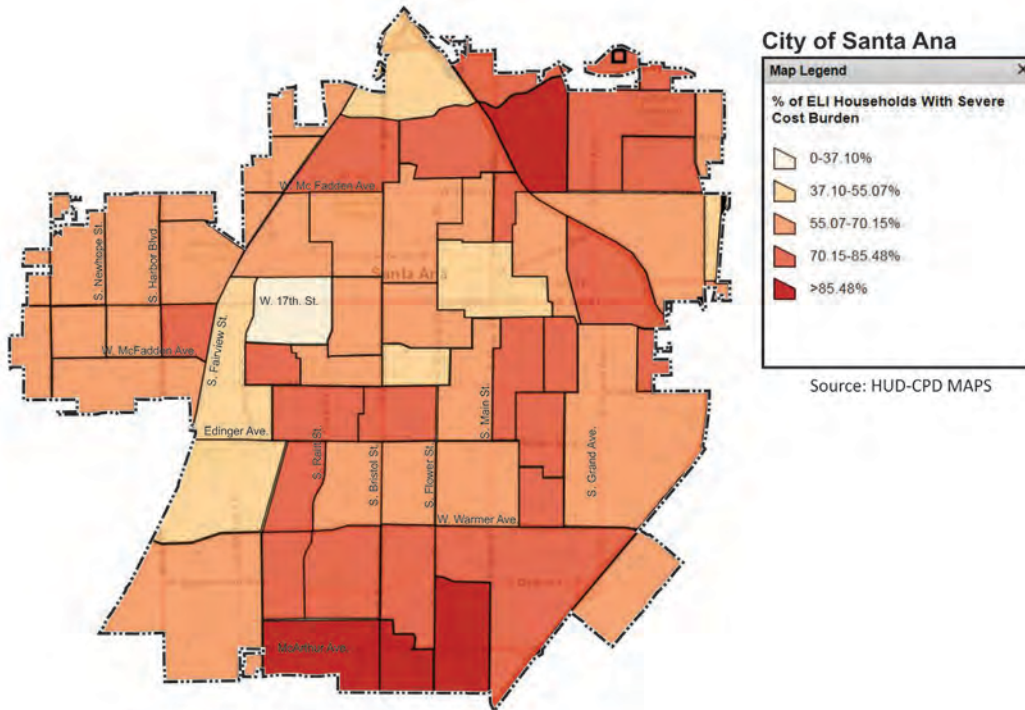 City of Santa Ana
Map Legend
% of ELI Households With Severe
Cost Burden
0-37.10%
37.10-55.07%
55.07-70.15%
70.15-85.48%
>85.48%
Source: HUD-CPD MAPS
W. Mc Fadden Ave.
S. Newhope St.
S. Harbor Blvd.
Santa Ana
W. 17th. St.
S. Fairview St.
W. McFadden Ave.
S. Main St.
Edinger Ave.
S. Raitt St.
S. Bristol St.
S. Flower St.
S. Grand Ave.
W. Warmer Ave.
McArthur Ave.